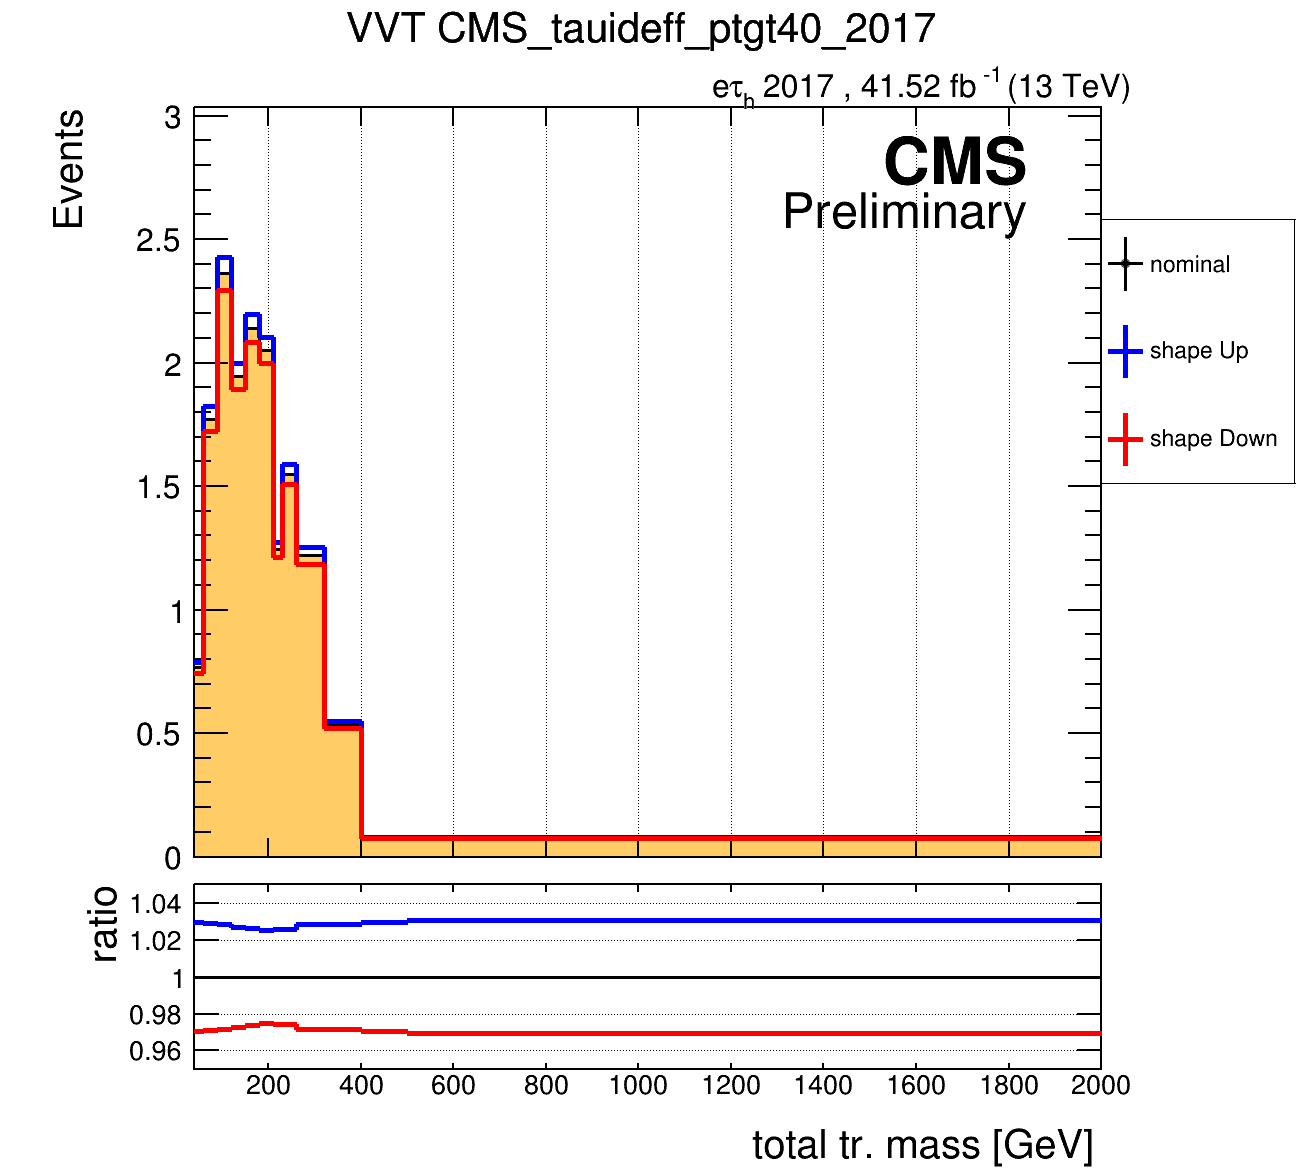 VVT CMS_tauideff_ptgt40_2017
eτh 2017 , 41.52 fb -1 (13 TeV)
Events
3
2.5
2
1.5
1
0.5
0
CMS
Preliminary
nominal
shape Up
shape Down
ratio
1.04
1.02
1
0.98
0.96
200 400 600 800 1000 1200 1400 1600 1800 2000
total tr. mass [GeV]